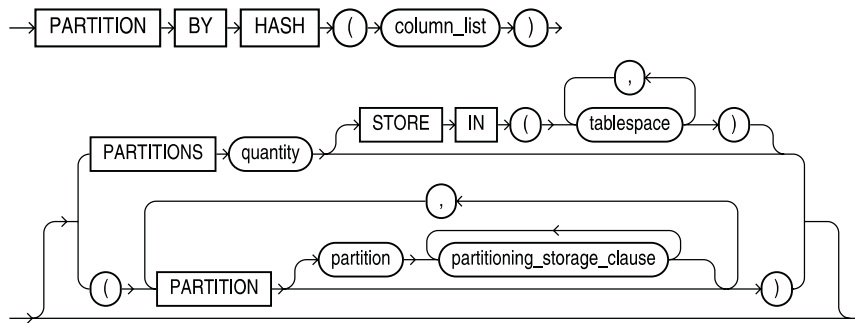 PARTITION BY HASH ( column_list )
,
STORE IN ( tablespace )
PARTITIONS quantity
,
partition partitioning_storage_clause
( PARTITION )